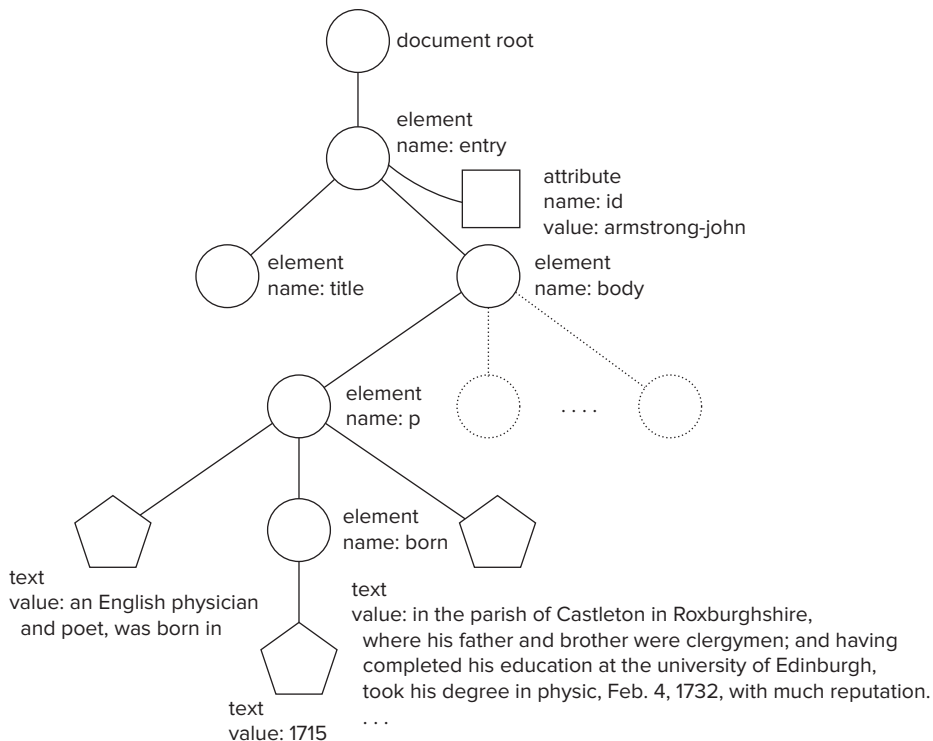 document root
element
name: entry
attribute
name: id
value: armstrong-john
element
name: title
element
name: body
element
name: p
. . . .
element
name: born
text
value: an English physician
and poet, was born in
text
value: 1715
text
value: in the parish of Castleton in Roxburghshire,
where his father and brother were clergymen; and having
completed his education at the university of Edinburgh,
took his degree in physic, Feb. 4, 1732, with much reputation.
. . .